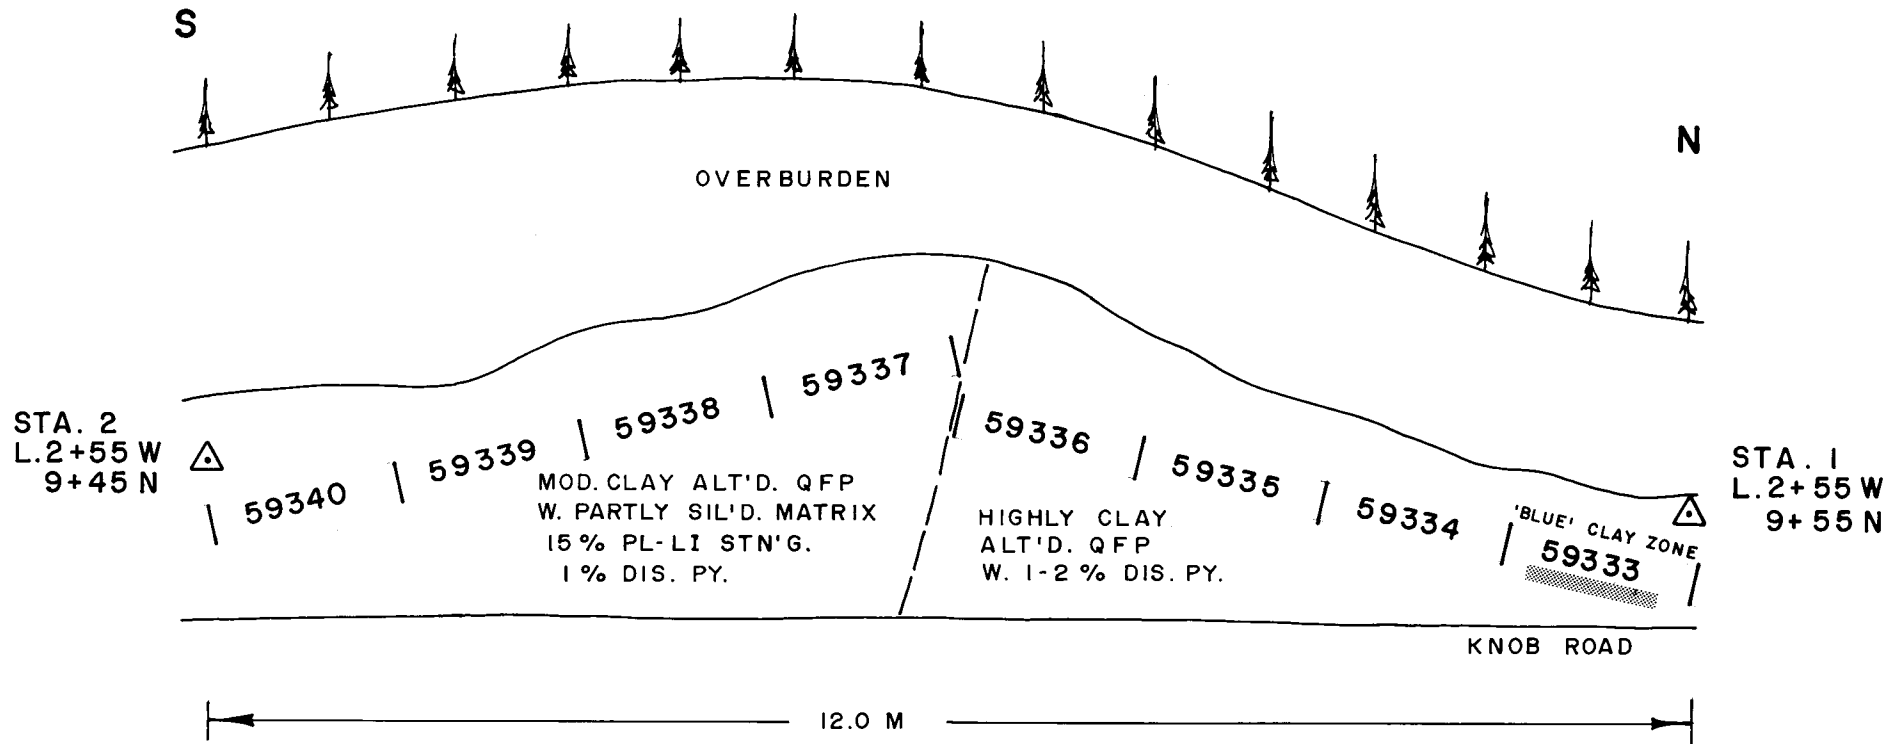 S
N
OVERBURDEN
59337
59338
59339
59340
59336
59335
59334
'BLUE' CLAY ZONE
59333
STA. 2
L.2+55 W
9+45 N
MOD. CLAY ALT'D. QFP
W. PARTLY SIL'D. MATRIX
15% PL-LI STN'G.
1% DIS. PY.
HIGHLY CLAY
ALT'D. QFP
W. 1-2% DIS. PY.
STA. 1
L.2+55 W
9+55 N
KNOB ROAD
12.0 M